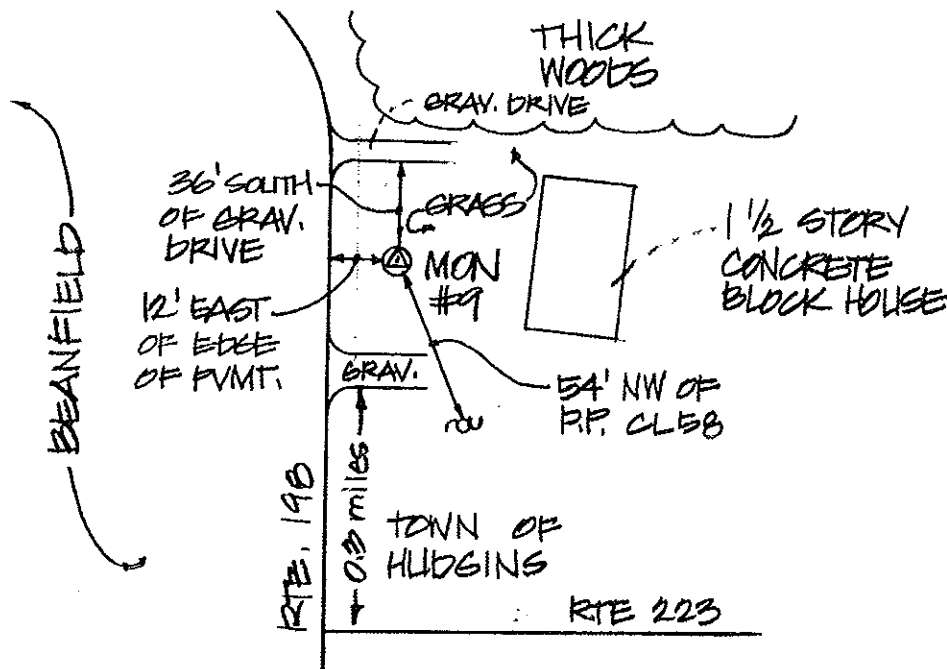 THICK
WOODS
GRAV. DRIVE
36' SOUTH
OF GRAV.
DRIVE
GRASS
MON
#9
1 1/2 STORY
CONCRETE
BLOCK HOUSE
12' EAST
OF EDGE
OF PVMT.
BEANFIELD
GRAV.
54' NW OF
P.P. CL58
RTE. 198
0.3 miles
TOWN OF
HUDGINS
RTE 223